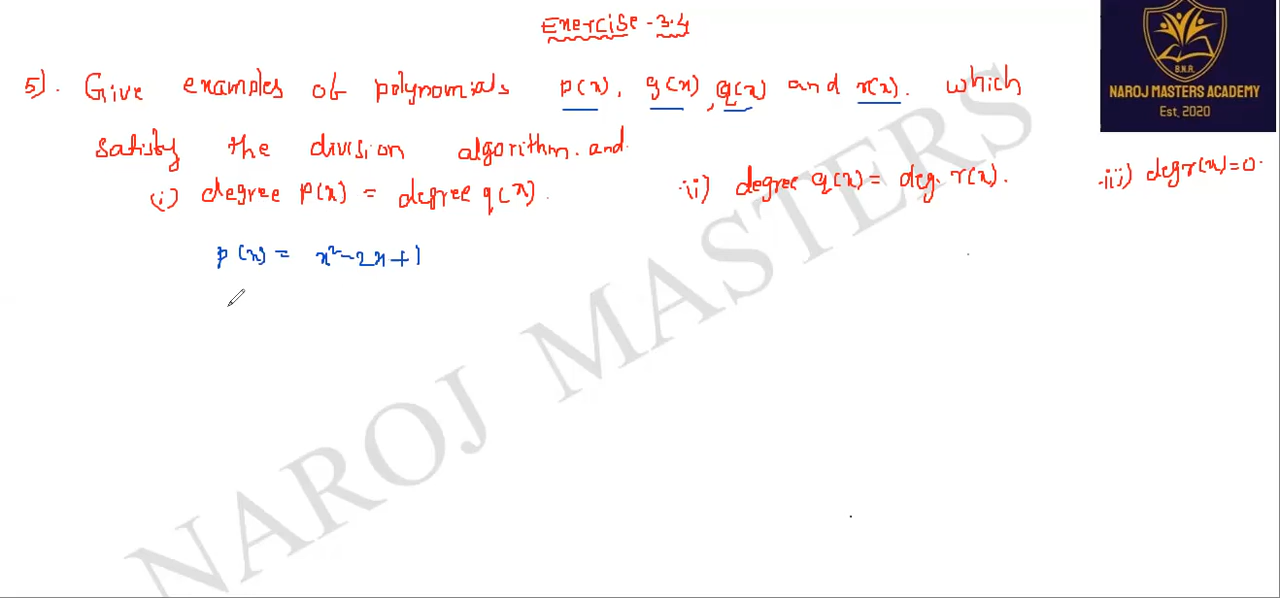 Exercise - 3.4
5). Give examples of polynomials p(x), g(x), q(x) and r(x). which
satisfy the division algorithm. and
(i) degree p(x) = degree q(x).
(ii) degree q(x) = deg. r(x).
(iii) deg r(x) = 0.
p(x) = x²-2x+1
B.N.R.
NAROJ MASTERS ACADEMY
Est, 2020
NAROJ MASTERS